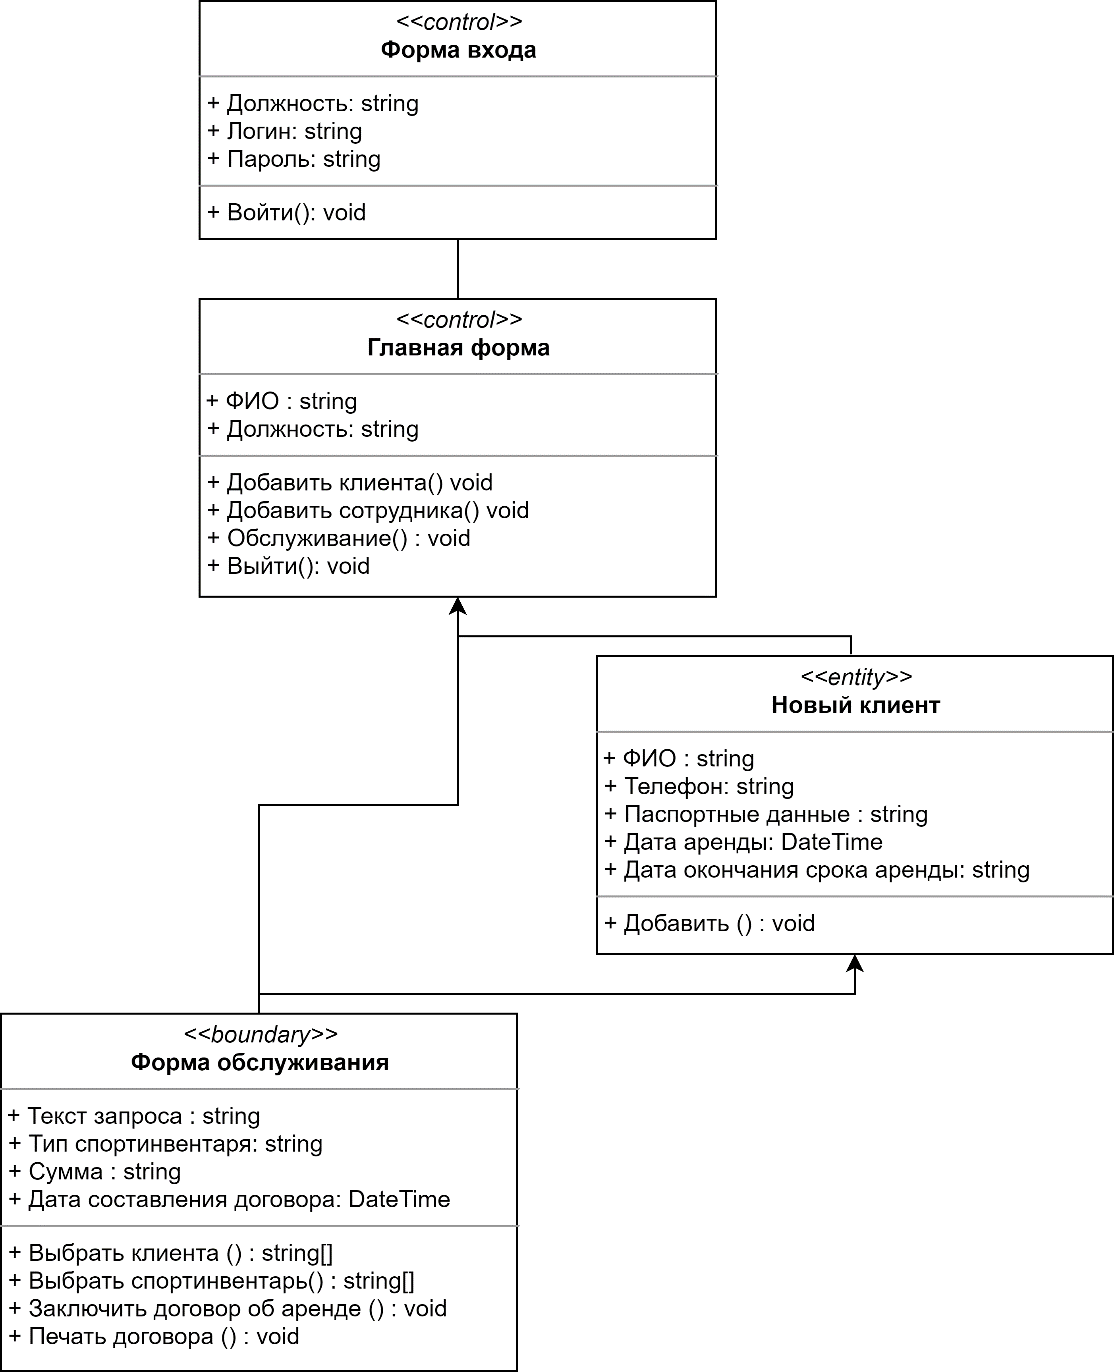 <<control>>
Форма входа
+ Должность: string
+ Логин: string
+ Пароль: string
+ Войти(): void
<<control>>
Главная форма
+ ФИО : string
+ Должность: string
+ Добавить клиента() void
+ Добавить сотрудника() void
+ Обслуживание() : void
+ Выйти(): void
<<entity>>
Новый клиент
+ ФИО : string
+ Телефон: string
+ Паспортные данные : string
+ Дата аренды: DateTime
+ Дата окончания срока аренды: string
+ Добавить () : void
<<boundary>>
Форма обслуживания
+ Текст запроса : string
+ Тип спортинвентаря: string
+ Сумма : string
+ Дата составления договора: DateTime
+ Выбрать клиента () : string[]
+ Выбрать спортинвентарь() : string[]
+ Заключить договор об аренде () : void
+ Печать договора () : void